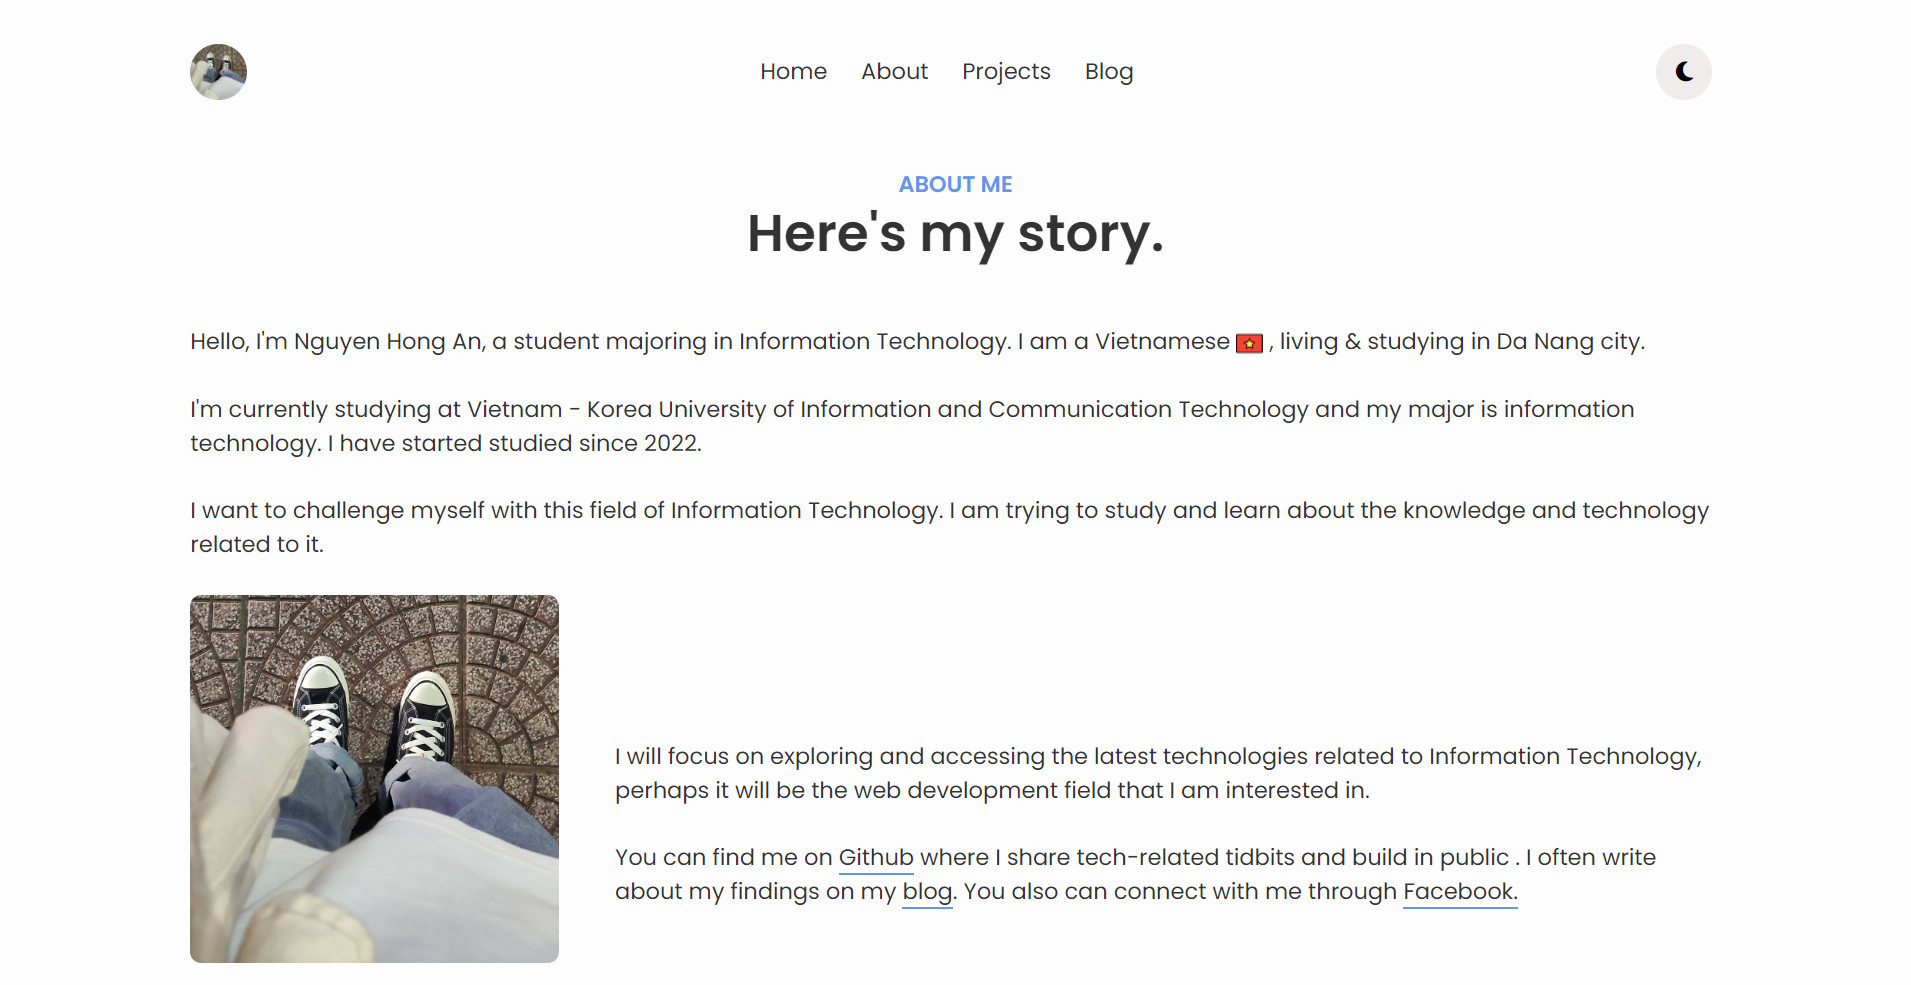 Home About Projects Blog
ABOUT ME
Here's my story.
Hello, I'm Nguyen Hong An, a student majoring in Information Technology. I am a Vietnamese 🇻🇳 , living & studying in Da Nang city.
I'm currently studying at Vietnam - Korea University of Information and Communication Technology and my major is information
technology. I have started studied since 2022.
I want to challenge myself with this field of Information Technology. I am trying to study and learn about the knowledge and technology
related to it.
I will focus on exploring and accessing the latest technologies related to Information Technology,
perhaps it will be the web development field that I am interested in.
You can find me on Github where I share tech-related tidbits and build in public . I often write
about my findings on my blog. You also can connect with me through Facebook.